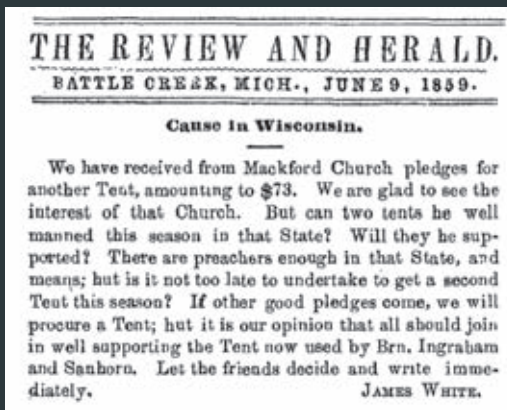 THE REVIEW AND HERALD.
BATTLE CREEK, MICH., JUNE 9, 1859.
Cause in Wisconsin.
We have received from Mackford Church pledges for
another Tent, amounting to $73. We are glad to see the
interest of that Church. But can two tents be well
manned this season in that State? Will they be sup-
ported? There are preachers enough in that State, and
means; but is it not too late to undertake to get a second
Tent this season? If other good pledges come, we will
procure a Tent; but it is our opinion that all should join
in well supporting the Tent now used by Brn. Ingraham
and Sanborn. Let the friends decide and write imme-
diately. JAMES WHITE.